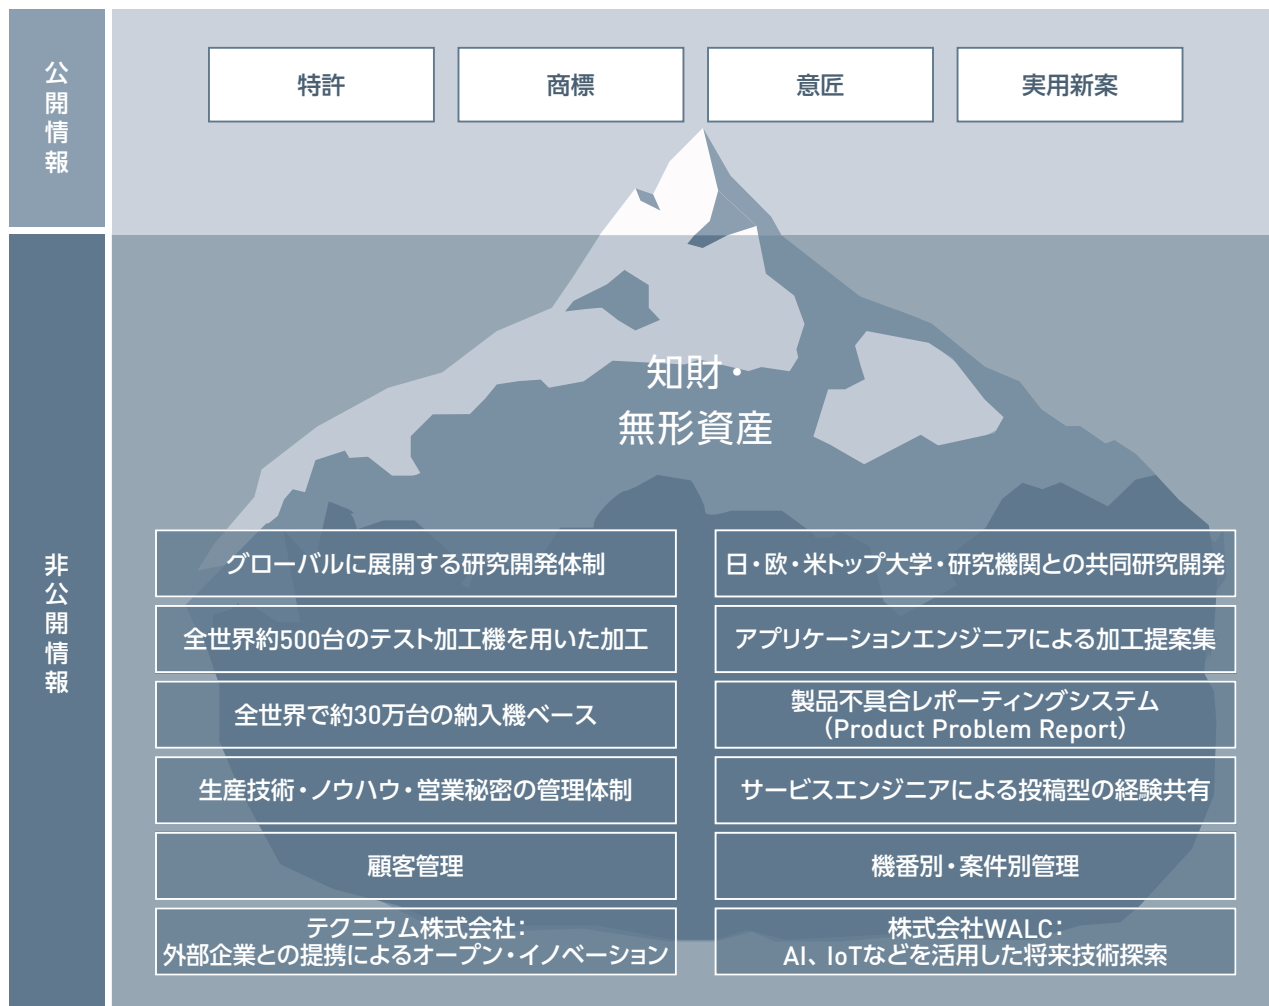 公開情報
特許
商標
意匠
実用新案
知財・
無形資産
非公開情報
グローバルに展開する研究開発体制
日・欧・米トップ大学・研究機関との共同研究開発
全世界約500台のテスト加工機を用いた加工
アプリケーションエンジニアによる加工提案集
全世界で約30万台の納入機ベース
製品不具合レポーティングシステム
（Product Problem Report）
生産技術・ノウハウ・営業秘密の管理体制
サービスエンジニアによる投稿型の経験共有
顧客管理
機番別・案件別管理
テクニウム株式会社：
外部企業との提携によるオープン・イノベーション
株式会社WALC：
AI、IoTなどを活用した将来技術探索